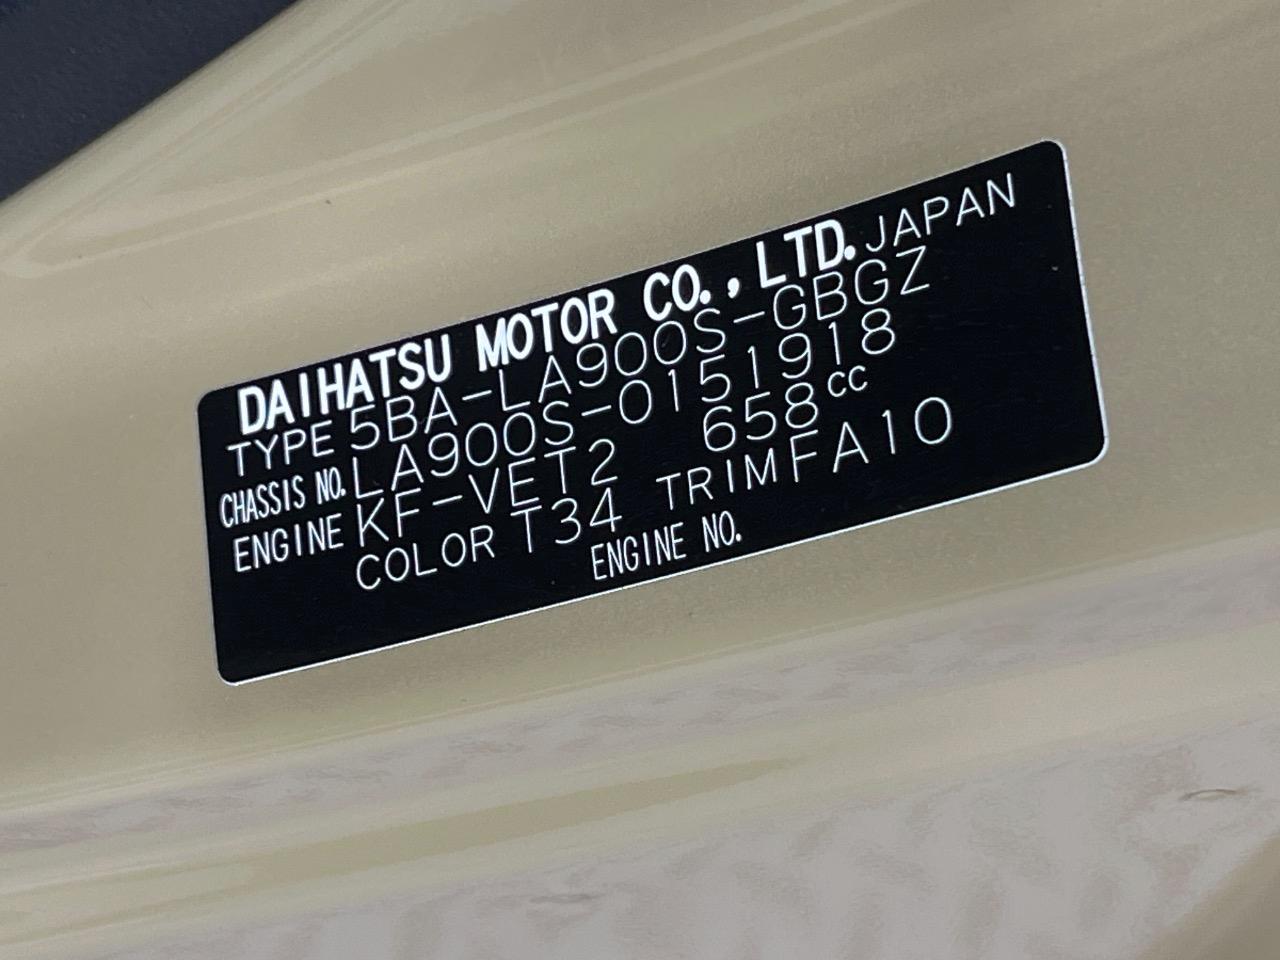 DAIHATSU MOTOR CO., LTD. JAPAN
TYPE 5BA-LA900S-GBGZ
CHASSIS NO. LA900S-0151918
ENGINE KF-VET2 658cc
COLOR T34 TRIM FA10
ENGINE NO.